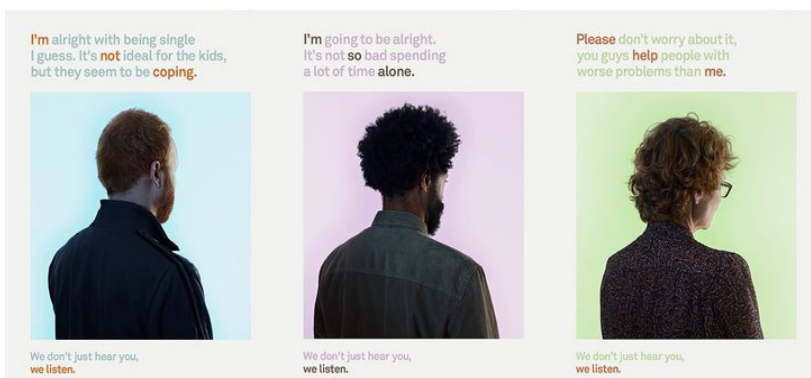 I'm alright with being single
I guess. It's not ideal for the kids,
but they seem to be coping.
We don't just hear you,
we listen.
I'm going to be alright.
It's not so bad spending
a lot of time alone.
We don't just hear you,
we listen.
Please don't worry about it,
you guys help people with
worse problems than me.
We don't just hear you,
we listen.